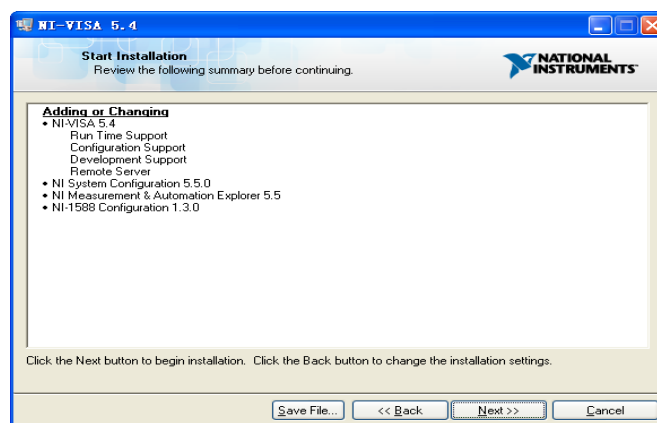 NI-VISA 5.4
Start Installation
Review the following summary before continuing.
NATIONAL
INSTRUMENTS™
Adding or Changing
• NI-VISA 5.4
Run Time Support
Configuration Support
Development Support
Remote Server
• NI System Configuration 5.5.0
• NI Measurement & Automation Explorer 5.5
• NI-1588 Configuration 1.3.0
Click the Next button to begin installation.  Click the Back button to change the installation settings.
Save File...
<< Back
Next >>
Cancel